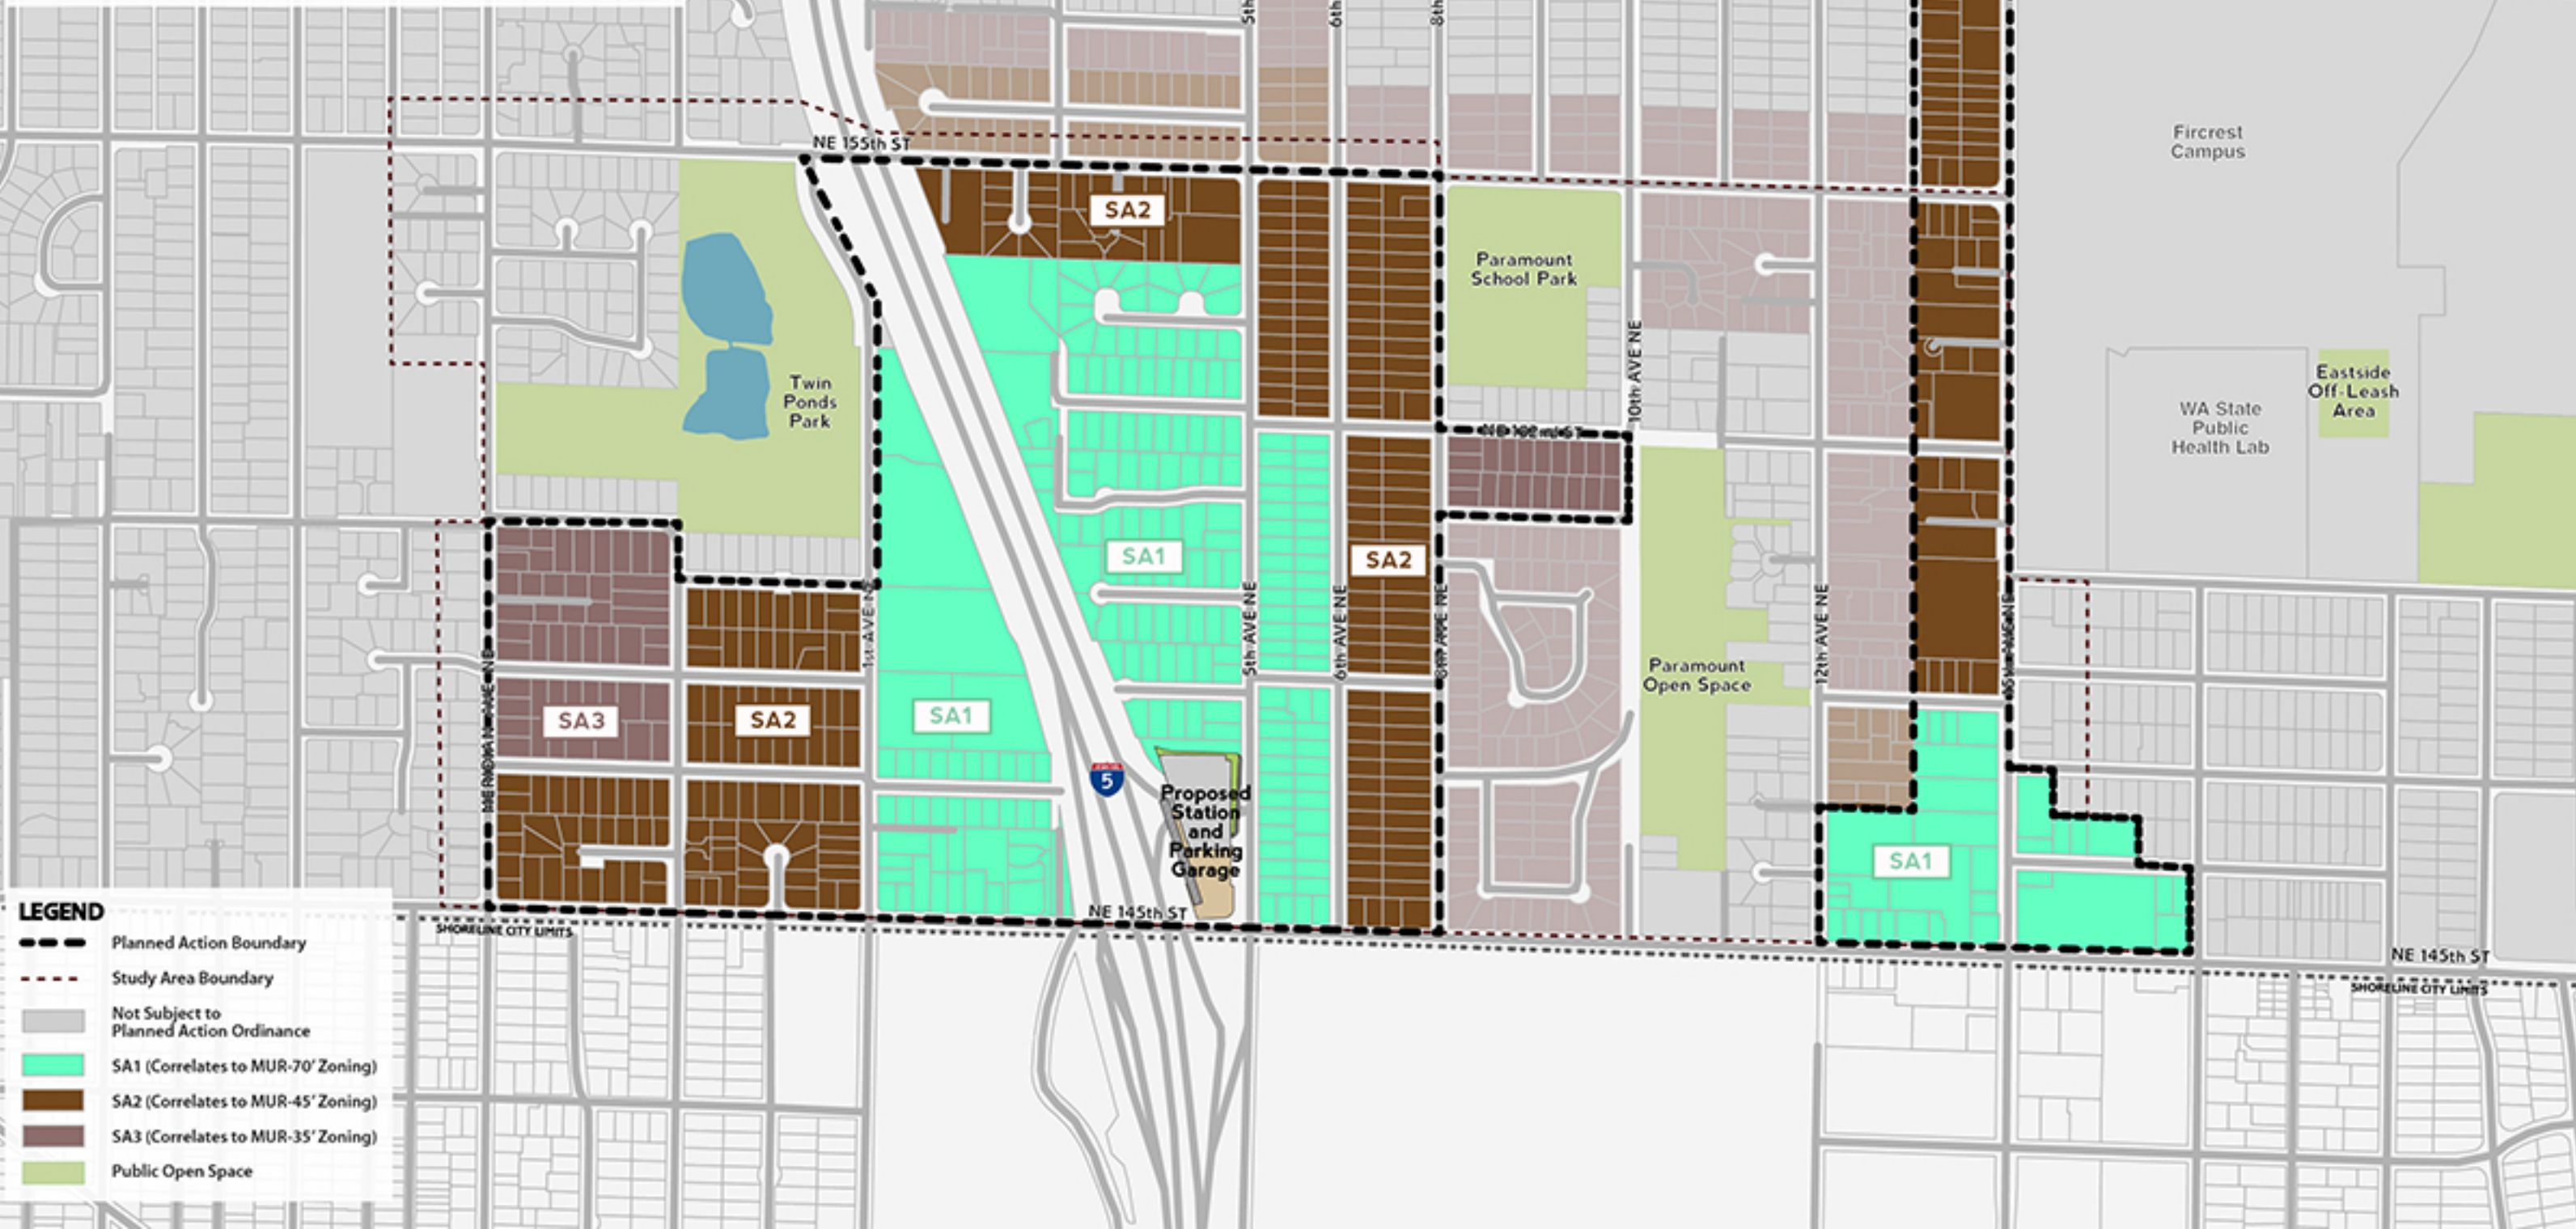 5th
6th
8th
NE 155th ST
SA2
Fircrest
Campus
Paramount
School Park
10th AVE NE
Twin
Ponds
Park
Eastside
Off-Leash
Area
WA State
Public
Health Lab
SA1
SA2
5th AVE NE
6th AVE NE
12th AVE NE
1st AVE NE
Paramount
Open Space
SA3
SA2
SA1
5
Proposed
Station
and
Parking
Garage
SA1
NE 145th ST
SHORELINE CITY LIMITS
NE 145th ST
SHORELINE CITY LIMITS
LEGEND
Planned Action Boundary
Study Area Boundary
Not Subject to
Planned Action Ordinance
SA1 (Correlates to MUR-70' Zoning)
SA2 (Correlates to MUR-45' Zoning)
SA3 (Correlates to MUR-35' Zoning)
Public Open Space